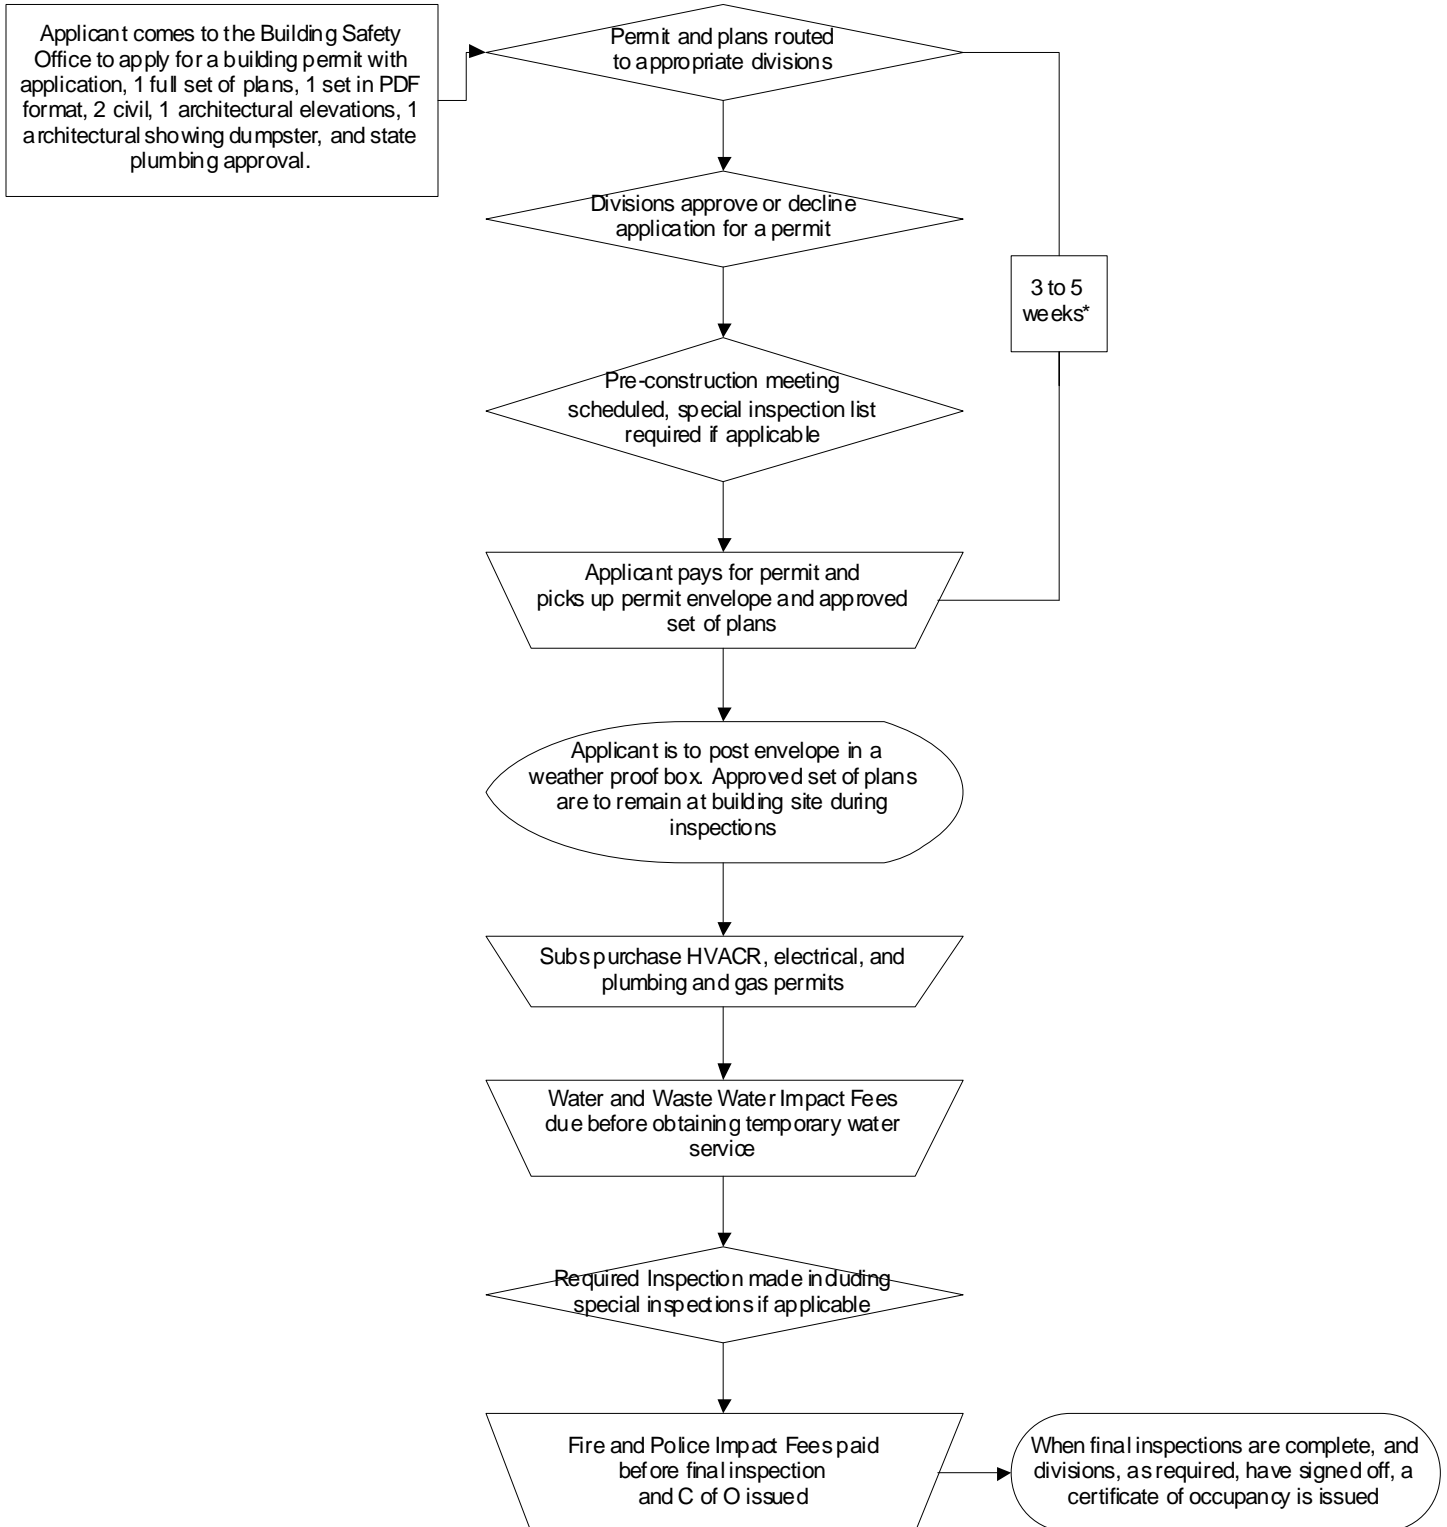 Applicant comes to the Building Safety
Office to apply for a building permit with
application, 1 full set of plans, 1 set in PDF
format, 2 civil, 1 architectural elevations, 1
architectural showing dumpster, and state
plumbing approval.
Permit and plans routed
to appropriate divisions
Divisions approve or decline
application for a permit
3 to 5
weeks*
Pre-construction meeting
scheduled, special inspection list
required if applicable
Applicant pays for permit and
picks up permit envelope and approved
set of plans
Applicant is to post envelope in a
weather proof box. Approved set of plans
are to remain at building site during
inspections
Subs purchase HVACR, electrical, and
plumbing and gas permits
Water and Waste Water Impact Fees
due before obtaining temporary water
service
Required Inspection made including
special inspections if applicable
Fire and Police Impact Fees paid
before final inspection
and C of O issued
When final inspections are complete, and
divisions, as required, have signed off, a
certificate of occupancy is issued